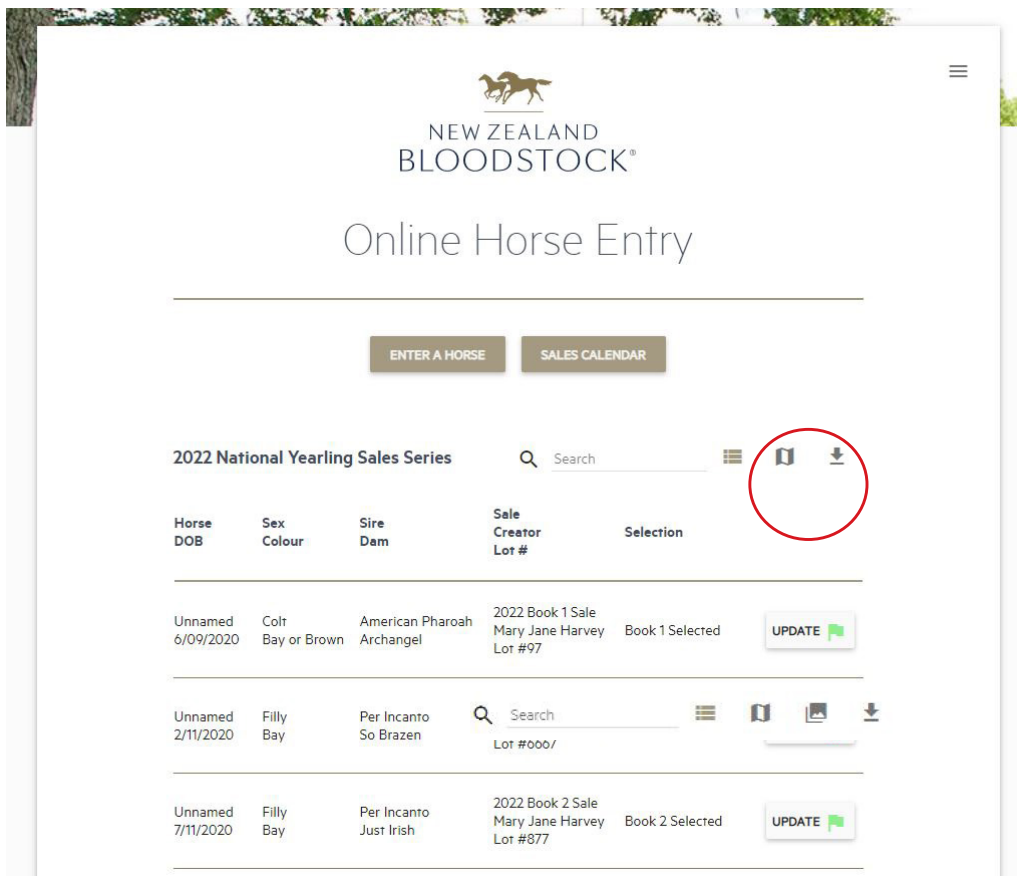 NEW ZEALAND
BLOODSTOCK®
Online Horse Entry
ENTER A HORSE SALES CALENDAR
2022 National Yearling Sales Series Search
Horse Sex Sire Sale Selection
DOB Colour Dam Creator
Lot #
Unnamed Colt American Pharoah 2022 Book 1 Sale Book 1 Selected UPDATE
6/09/2020 Bay or Brown Archangel Mary Jane Harvey
Lot #97
Unnamed Filly Per Incanto Search
2/11/2020 Bay So Brazen
Lot
Unnamed Filly Per Incanto 2022 Book 2 Sale Book 2 Selected UPDATE
7/11/2020 Bay Just Irish Mary Jane Harvey
Lot #877